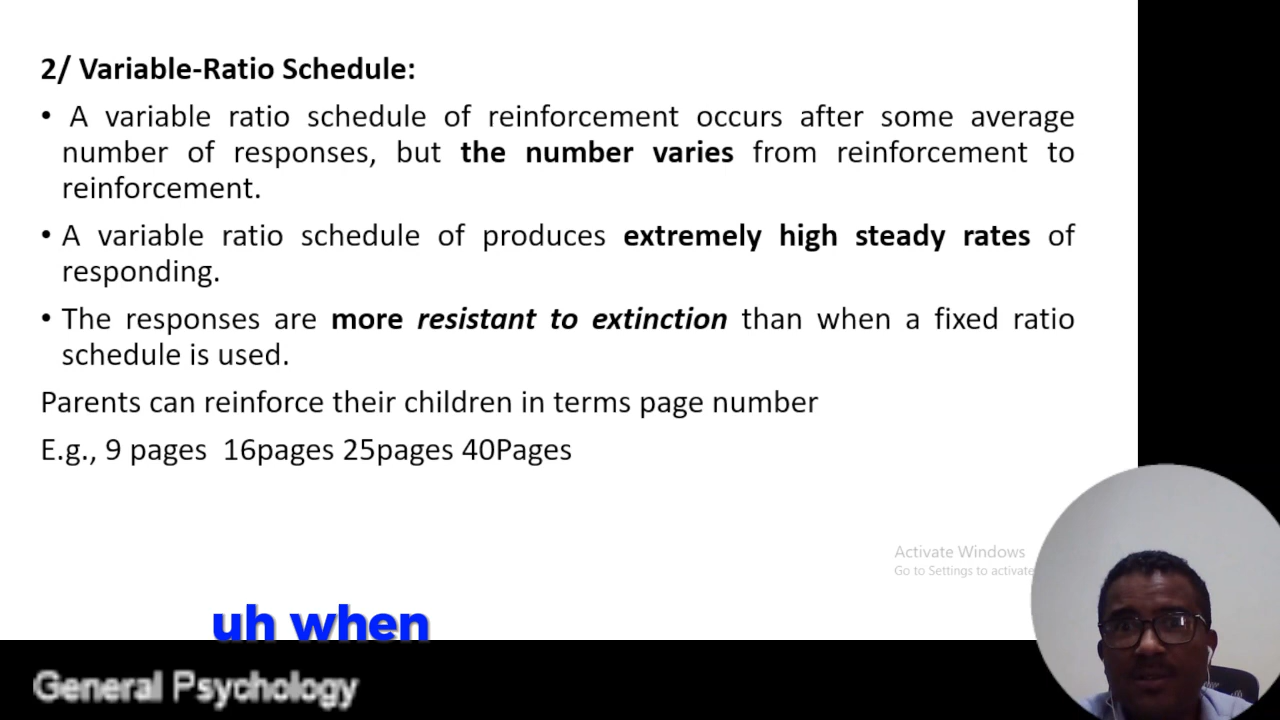 2/ Variable-Ratio Schedule:
• A variable ratio schedule of reinforcement occurs after some average
number of responses, but the number varies from reinforcement to
reinforcement.
• A variable ratio schedule of produces extremely high steady rates of
responding.
• The responses are more resistant to extinction than when a fixed ratio
schedule is used.
Parents can reinforce their children in terms page number
E.g., 9 pages 16pages 25pages 40Pages
Activate Windows
Go to Settings to activate
uh when
General Psychology